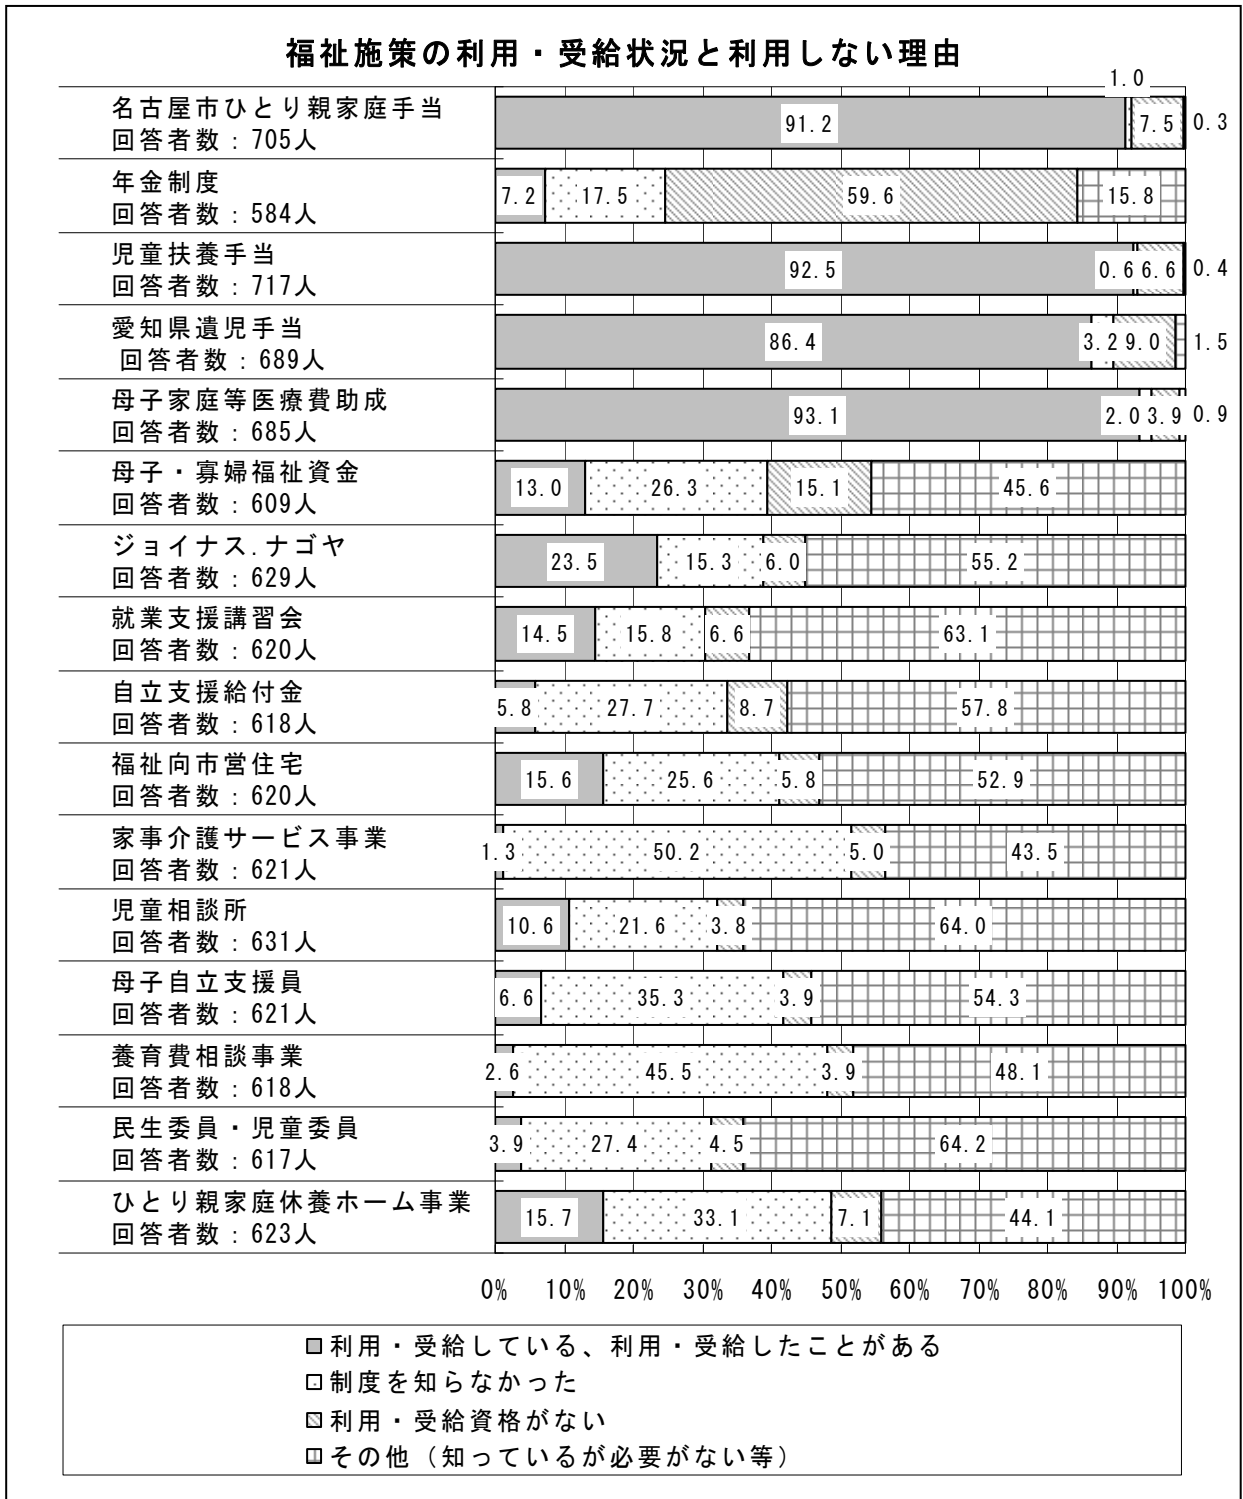 福祉施策の利用・受給状況と利用しない理由
1.0
名古屋市ひとり親家庭手当
回答者数：705人
91.2 7.5 0.3
年金制度
回答者数：584人
7.2 17.5 59.6 15.8
児童扶養手当
回答者数：717人
92.5 0.6 6.6 0.4
愛知県遺児手当
回答者数：689人
86.4 3.2 9.0 1.5
母子家庭等医療費助成
回答者数：685人
93.1 2.0 3.9 0.9
母子・寡婦福祉資金
回答者数：609人
13.0 26.3 15.1 45.6
ジョイナス.ナゴヤ
回答者数：629人
23.5 15.3 6.0 55.2
就業支援講習会
回答者数：620人
14.5 15.8 6.6 63.1
自立支援給付金
回答者数：618人
5.8 27.7 8.7 57.8
福祉向市営住宅
回答者数：620人
15.6 25.6 5.8 52.9
家事介護サービス事業
回答者数：621人
1.3 50.2 5.0 43.5
児童相談所
回答者数：631人
10.6 21.6 3.8 64.0
母子自立支援員
回答者数：621人
6.6 35.3 3.9 54.3
養育費相談事業
回答者数：618人
2.6 45.5 3.9 48.1
民生委員・児童委員
回答者数：617人
3.9 27.4 4.5 64.2
ひとり親家庭休養ホーム事業
回答者数：623人
15.7 33.1 7.1 44.1
0% 10% 20% 30% 40% 50% 60% 70% 80% 90% 100%
利用・受給している、利用・受給したことがある
制度を知らなかった
利用・受給資格がない
その他（知っているが必要がない等）